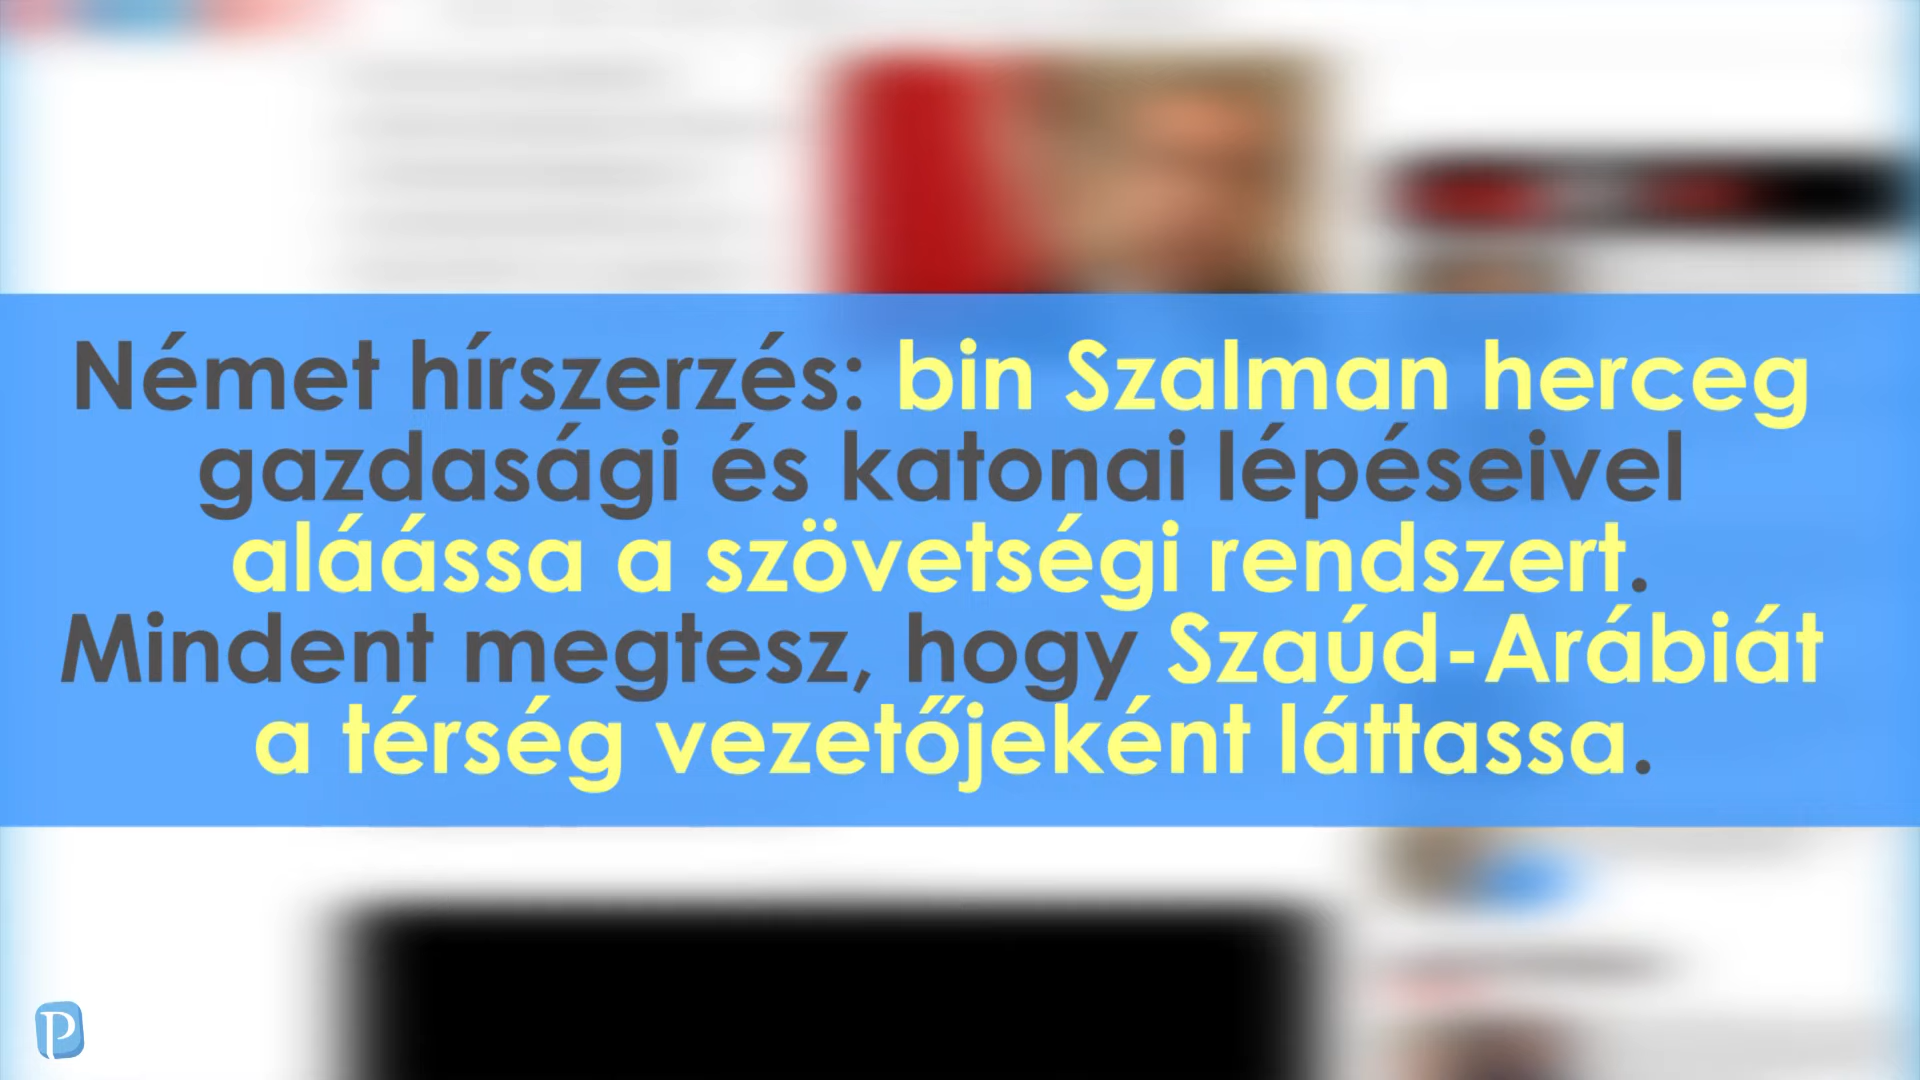 Német hírszerzés: bin Szalman herceg
gazdasági és katonai lépéseivel
aláássa a szövetségi rendszert.
Mindent megtesz, hogy Szaúd-Arábiát
a térség vezetőjeként láttassa.
P